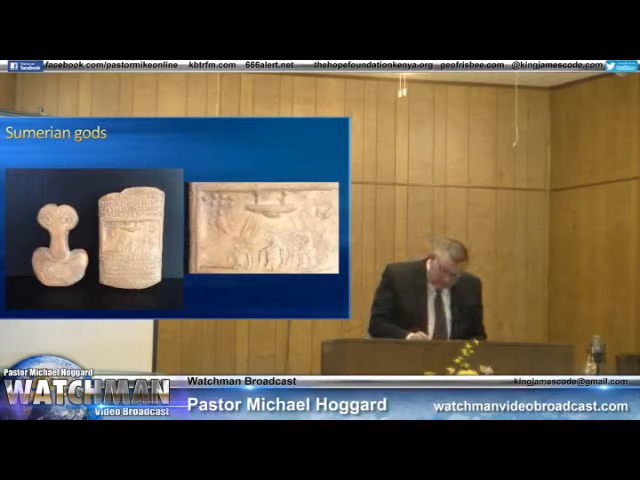 facebook.com/pastormikeonline kbtrfm.com 666alert.net thehopefoundationkenya.org geofrisbee.com @kingjamescode.com
Sumerian gods
Pastor Michael Hoggard
WATCHMAN
Video Broadcast
Watchman Broadcast
kingjamescode@gmail.com
Pastor Michael Hoggard
watchmanvideobroadcast.com